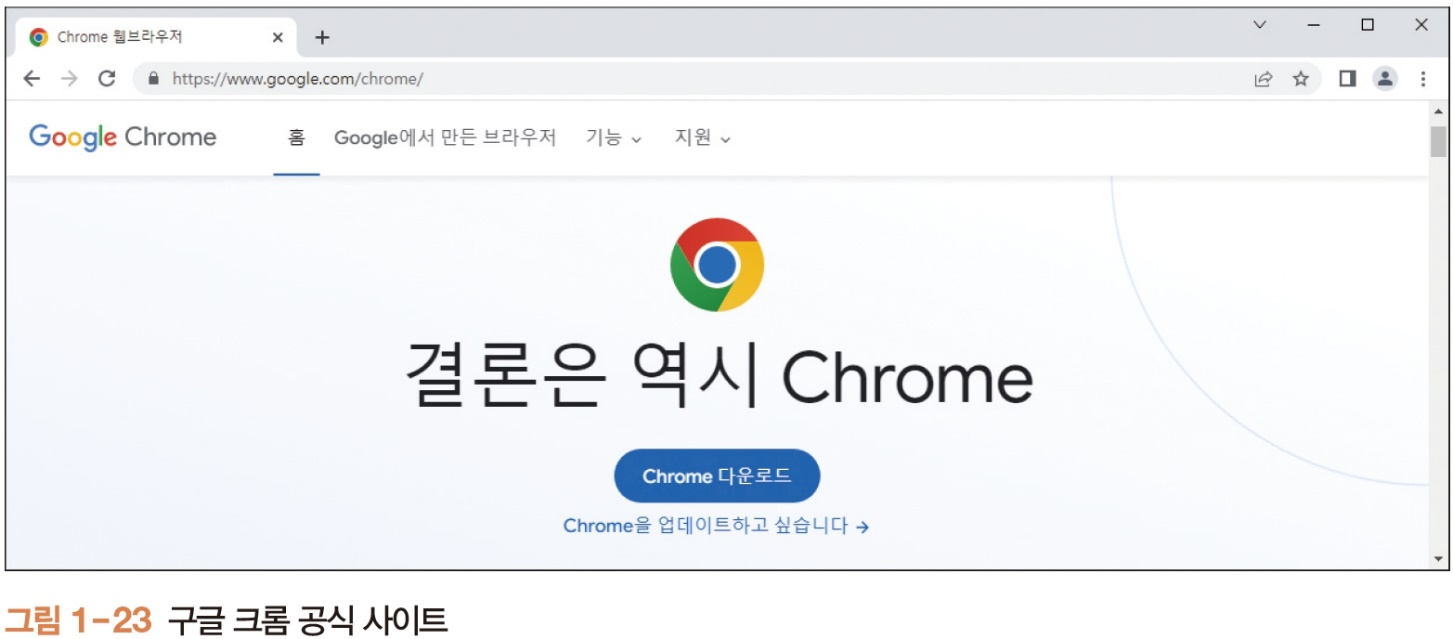 Chrome 웹브라우저
https://www.google.com/chrome/
Google Chrome 홈 Google에서 만든 브라우저 기능 지원
결론은 역시 Chrome
Chrome 다운로드
Chrome을 업데이트하고 싶습니다 →
그림 1-23 구글 크롬 공식 사이트